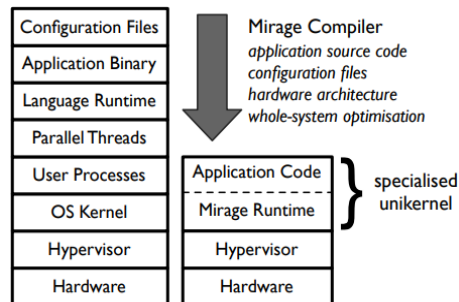 Configuration Files
Application Binary
Language Runtime
Parallel Threads
User Processes
OS Kernel
Hypervisor
Hardware
Mirage Compiler
application source code
configuration files
hardware architecture
whole-system optimisation
Application Code
Mirage Runtime
Hypervisor
Hardware
specialised
unikernel